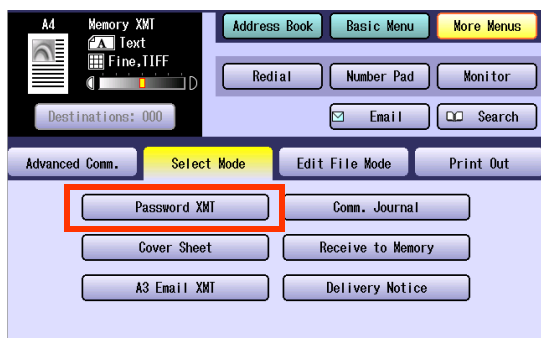 A4 Memory XMT
A Text
Fine,TIFF
D
Destinations: 000
Address Book Basic Menu More Menus
Redial Number Pad Monitor
Email Search
Advanced Comm. Select Mode Edit File Mode Print Out
Password XMT Comm. Journal
Cover Sheet Receive to Memory
A3 Email XMT Delivery Notice